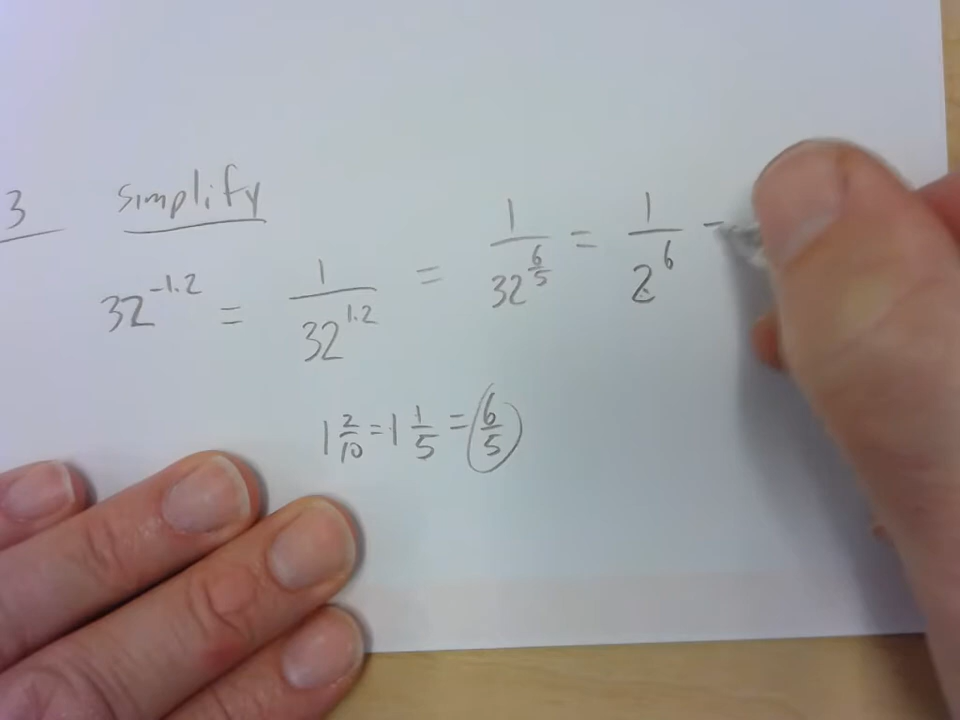 3 simplify
32^-1.2 = 1/32^1.2 = 1/32^6/5 = 1/2^6 =
1 2/10 = 1 1/5 = 6/5